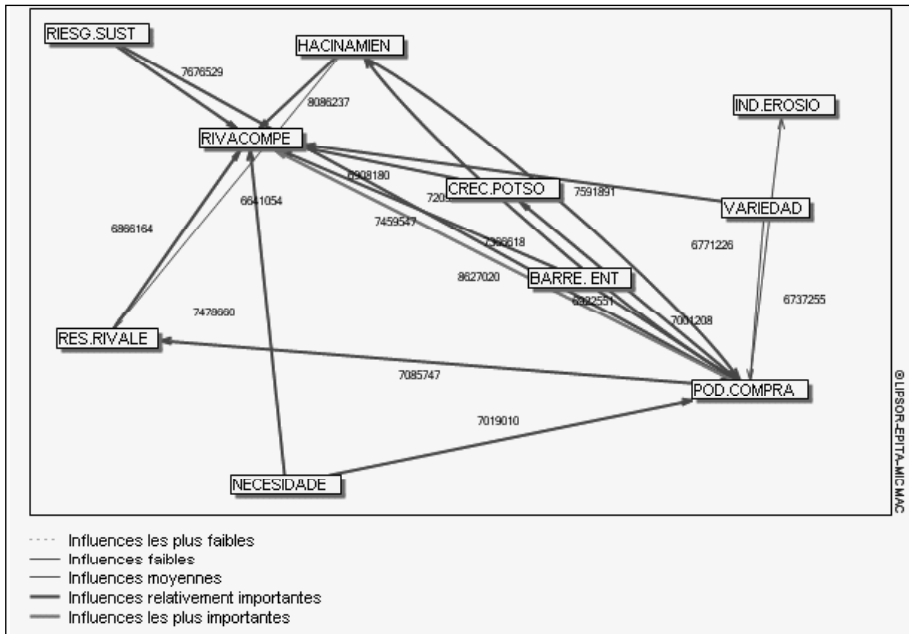 RIESG.SUST
HACINAMIEN
7676529
8086237
IND.EROSIO
RIVACOMPE
6908180
CREC.POTSO
7591891
6641054
VARIEDAD
6866164
7459547
7366618
6771226
8627020
BARRE. ENT
6922551
6737255
7478660
7001208
RES.RIVALE
7085747
POD.COMPRA
7019010
NECESIDADE
© LIPSOR-EPITA-MICMAC
Influences les plus faibles
Influences faibles
Influences moyennes
Influences relativement importantes
Influences les plus importantes